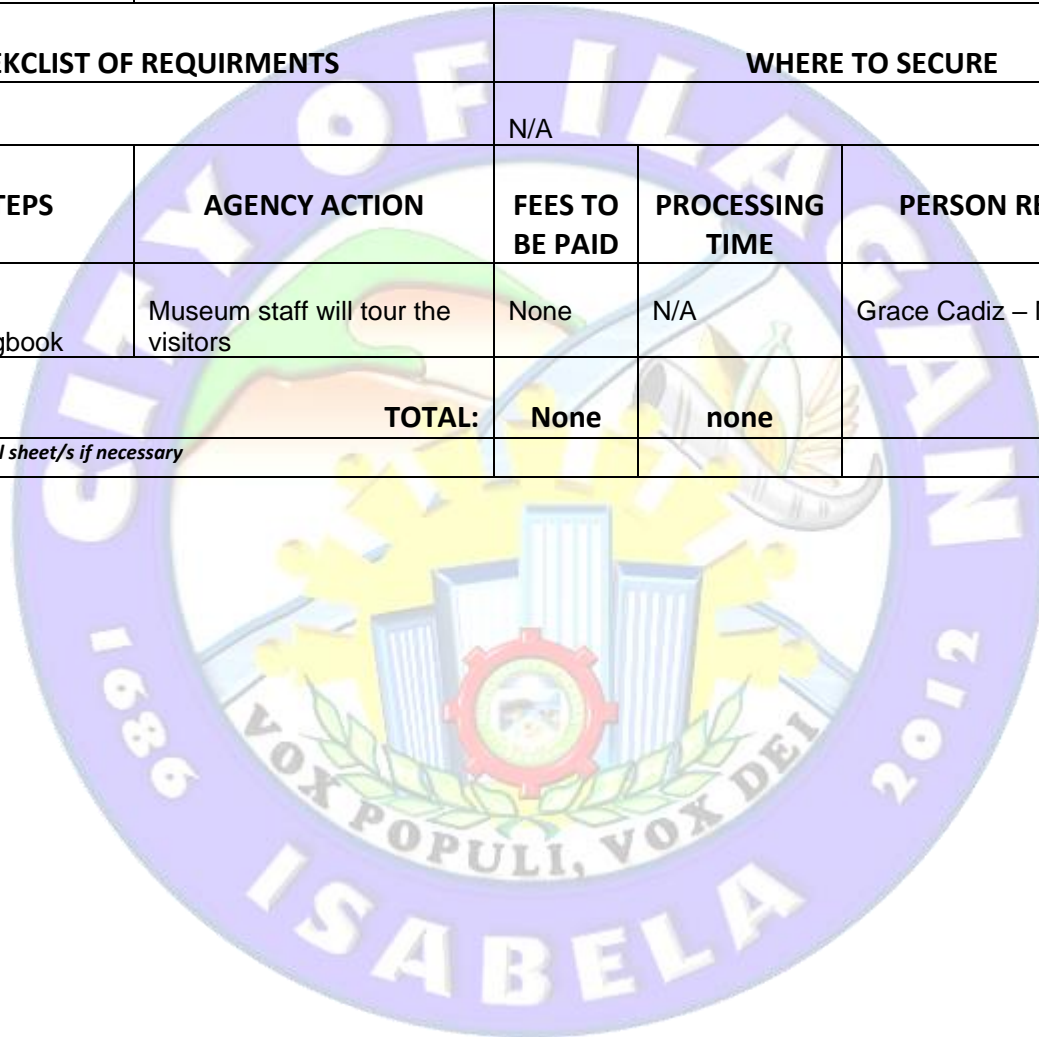 EKCLIST OF REQUIRMENTS WHERE TO SECURE
N/A
TEPS AGENCY ACTION FEES TO BE PAID PROCESSING TIME PERSON RE
gbook Museum staff will tour the visitors None N/A Grace Cadiz –
TOTAL: None none
l sheet/s if necessary
CITY OF ILAGAN
1686
2012
VOX POPULI, VOX DEI
ISABELA